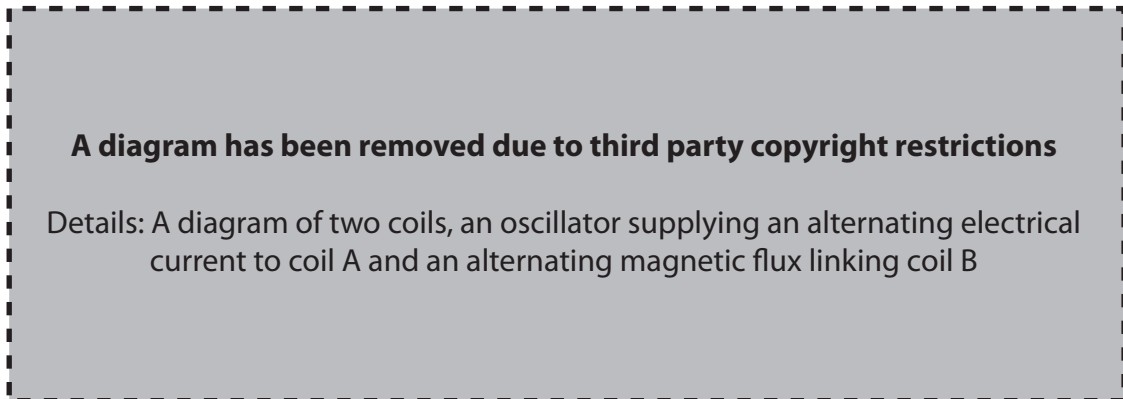 A diagram has been removed due to third party copyright restrictions
Details: A diagram of two coils, an oscillator supplying an alternating electrical
current to coil A and an alternating magnetic flux linking coil B